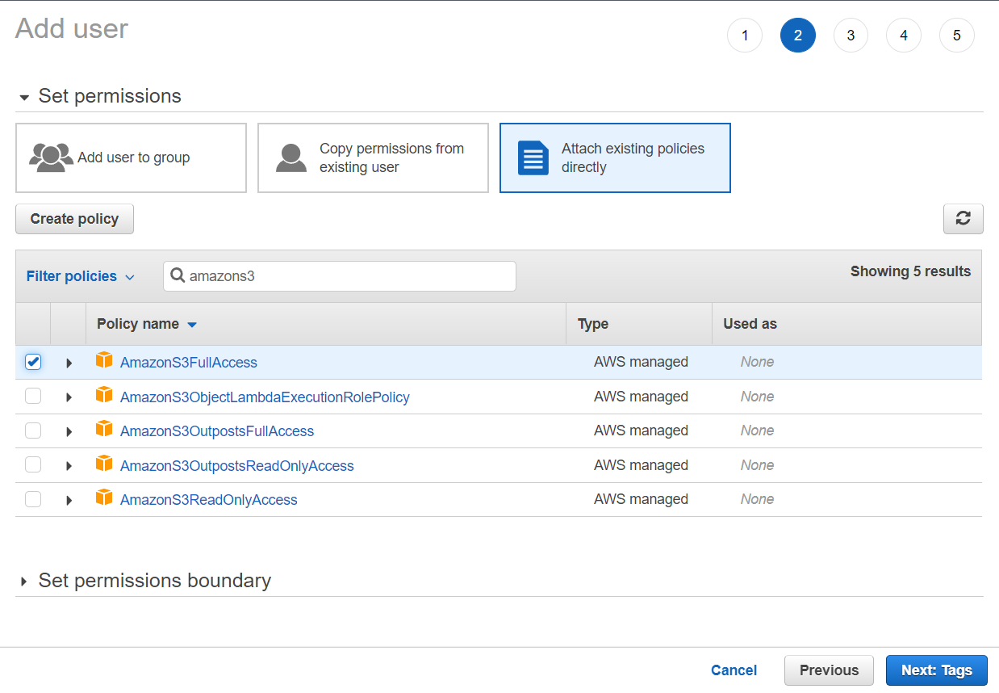 Add user
1 2 3 4 5
Set permissions
Add user to group
Copy permissions from
existing user
Attach existing policies
directly
Create policy
Filter policies
amazons3
Showing 5 results
Policy name Type Used as
AmazonS3FullAccess AWS managed None
AmazonS3ObjectLambdaExecutionRolePolicy AWS managed None
AmazonS3OutpostsFullAccess AWS managed None
AmazonS3OutpostsReadOnlyAccess AWS managed None
AmazonS3ReadOnlyAccess AWS managed None
Set permissions boundary
Cancel Previous Next: Tags